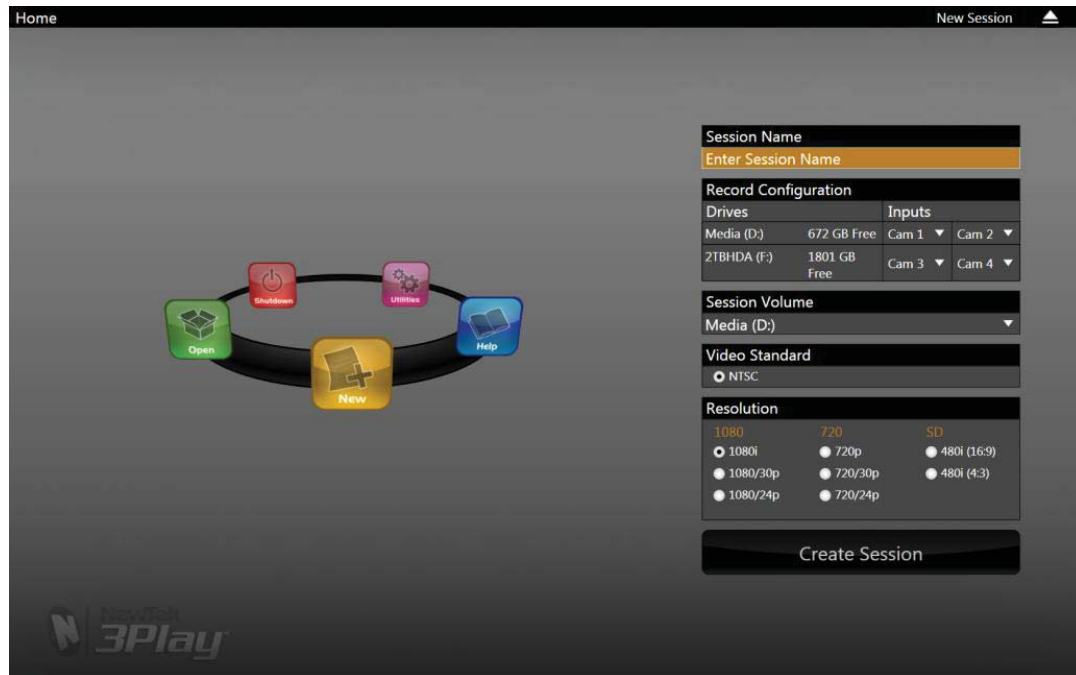 Home
New Session
Session Name
Enter Session Name
Record Configuration
Drives Inputs
Media (D:) 672 GB Free Cam 1 Cam 2
2TBHDA (F:) 1801 GB Free Cam 3 Cam 4
Session Volume
Media (D:)
Video Standard
NTSC
Resolution
1080 720 SD
1080i 720p 480i (16:9)
1080/30p 720/30p 480i (4:3)
1080/24p 720/24p
Create Session
Shutdown
Utilities
Open
Help
New
N NewTek
3Play